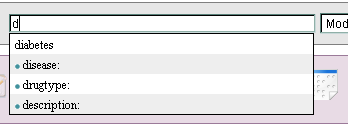 d
Mod
diabetes
disease:
drugtype:
description: